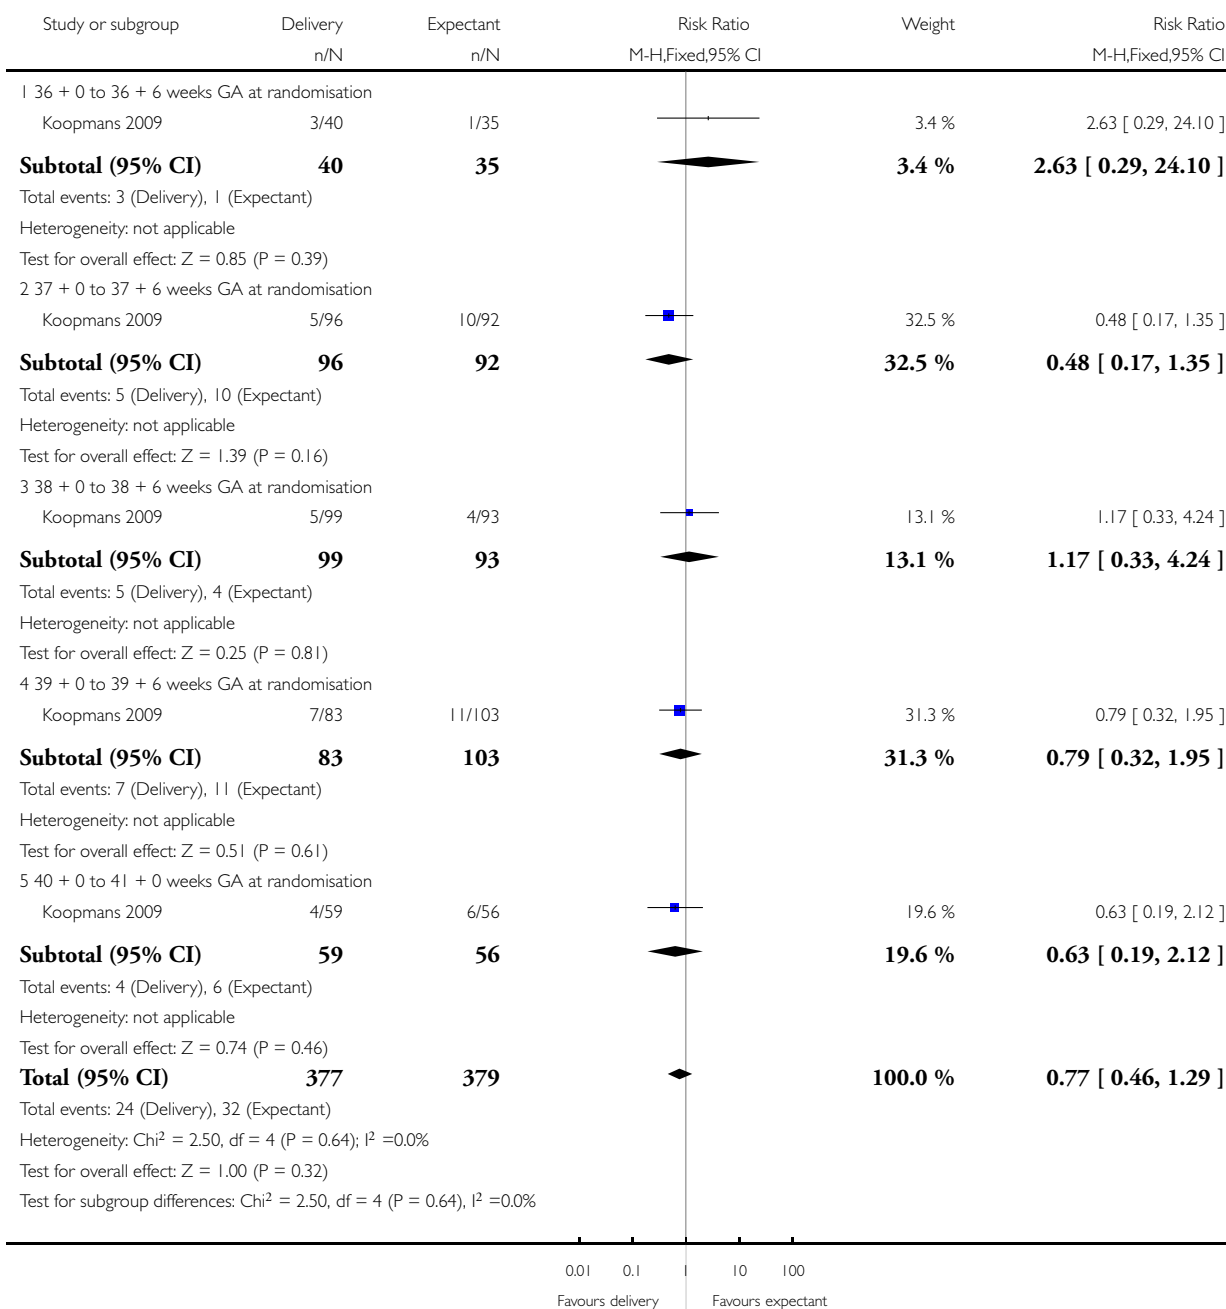 Study or subgroup Delivery Expectant Risk Ratio Weight Risk Ratio
n/N n/N M-H,Fixed,95% CI M-H,Fixed,95% CI
1 36 + 0 to 36 + 6 weeks GA at randomisation
Koopmans 2009 3/40 1/35 3.4 % 2.63 [ 0.29, 24.10 ]
Subtotal (95% CI) 40 35 3.4 % 2.63 [ 0.29, 24.10 ]
Total events: 3 (Delivery), 1 (Expectant)
Heterogeneity: not applicable
Test for overall effect: Z = 0.85 (P = 0.39)
2 37 + 0 to 37 + 6 weeks GA at randomisation
Koopmans 2009 5/96 10/92 32.5 % 0.48 [ 0.17, 1.35 ]
Subtotal (95% CI) 96 92 32.5 % 0.48 [ 0.17, 1.35 ]
Total events: 5 (Delivery), 10 (Expectant)
Heterogeneity: not applicable
Test for overall effect: Z = 1.39 (P = 0.16)
3 38 + 0 to 38 + 6 weeks GA at randomisation
Koopmans 2009 5/99 4/93 13.1 % 1.17 [ 0.33, 4.24 ]
Subtotal (95% CI) 99 93 13.1 % 1.17 [ 0.33, 4.24 ]
Total events: 5 (Delivery), 4 (Expectant)
Heterogeneity: not applicable
Test for overall effect: Z = 0.25 (P = 0.81)
4 39 + 0 to 39 + 6 weeks GA at randomisation
Koopmans 2009 7/83 11/103 31.3 % 0.79 [ 0.32, 1.95 ]
Subtotal (95% CI) 83 103 31.3 % 0.79 [ 0.32, 1.95 ]
Total events: 7 (Delivery), 11 (Expectant)
Heterogeneity: not applicable
Test for overall effect: Z = 0.51 (P = 0.61)
5 40 + 0 to 41 + 0 weeks GA at randomisation
Koopmans 2009 4/59 6/56 19.6 % 0.63 [ 0.19, 2.12 ]
Subtotal (95% CI) 59 56 19.6 % 0.63 [ 0.19, 2.12 ]
Total events: 4 (Delivery), 6 (Expectant)
Heterogeneity: not applicable
Test for overall effect: Z = 0.74 (P = 0.46)
Total (95% CI) 377 379 100.0 % 0.77 [ 0.46, 1.29 ]
Total events: 24 (Delivery), 32 (Expectant)
Heterogeneity: Chi² = 2.50, df = 4 (P = 0.64); I² =0.0%
Test for overall effect: Z = 1.00 (P = 0.32)
Test for subgroup differences: Chi² = 2.50, df = 4 (P = 0.64), I² =0.0%
0.01 0.1 1 10 100
Favours delivery Favours expectant